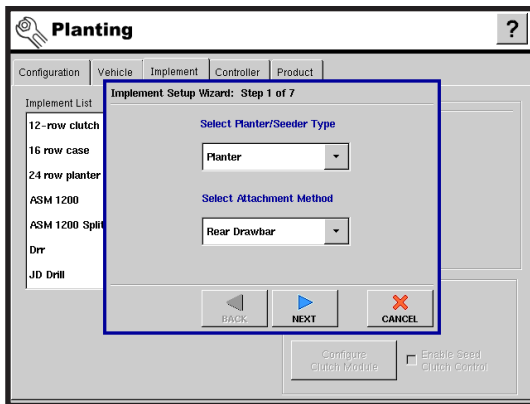 Planting
?
Configuration Vehicle Implement Controller Product
Implement List
Implement Setup Wizard: Step 1 of 7
12-row clutch
16 row case
24 row planter
ASM 1200
ASM 1200 Split
Drr
JD Drill
Select Planter/Seeder Type
Planter
Select Attachment Method
Rear Drawbar
BACK NEXT CANCEL
Configure
Clutch Module
Enable Seed
Clutch Control